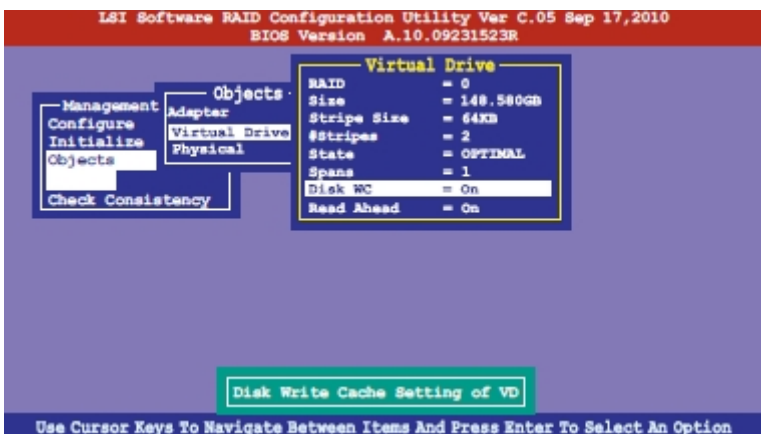 LSI Software RAID Configuration Utility Ver C.05 Sep 17,2010
BIOS Version A.10.09231523R
Management
Configure
Initialize
Objects
Check Consistency
Objects
Adapter
Virtual Drive
Physical
Virtual Drive
RAID = 0
Size = 148.580GB
Stripe Size = 64KB
#Stripes = 2
State = OPTIMAL
Spans = 1
Disk WC = On
Read Ahead = On
Disk Write Cache Setting of VD
Use Cursor Keys To Navigate Between Items And Press Enter To Select An Option